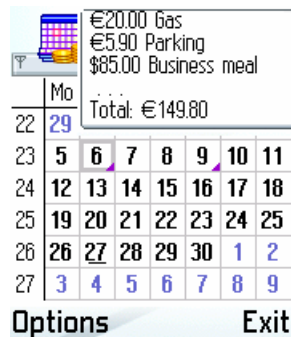 €20.00 Gas
€5.90 Parking
$85.00 Business meal
. . .
Total: €149.80
Mo
22 29
23 5 6 7 8 9 10 11
24 12 13 14 15 16 17 18
25 19 20 21 22 23 24 25
26 26 27 28 29 30 1 2
27 3 4 5 6 7 8 9
Options Exit